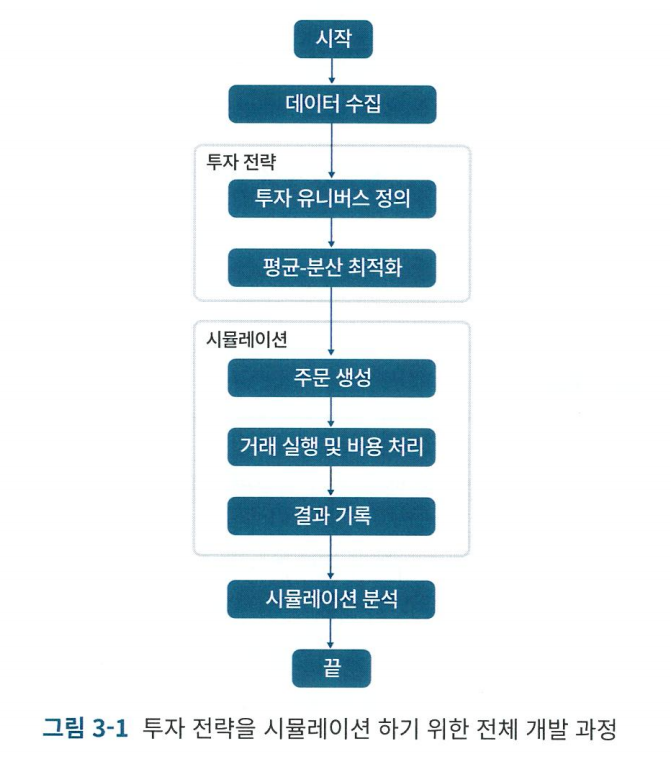 시작
데이터 수집
투자 전략
투자 유니버스 정의
평균-분산 최적화
시뮬레이션
주문 생성
거래 실행 및 비용 처리
결과 기록
시뮬레이션 분석
끝
그림 3-1 투자 전략을 시뮬레이션 하기 위한 전체 개발 과정